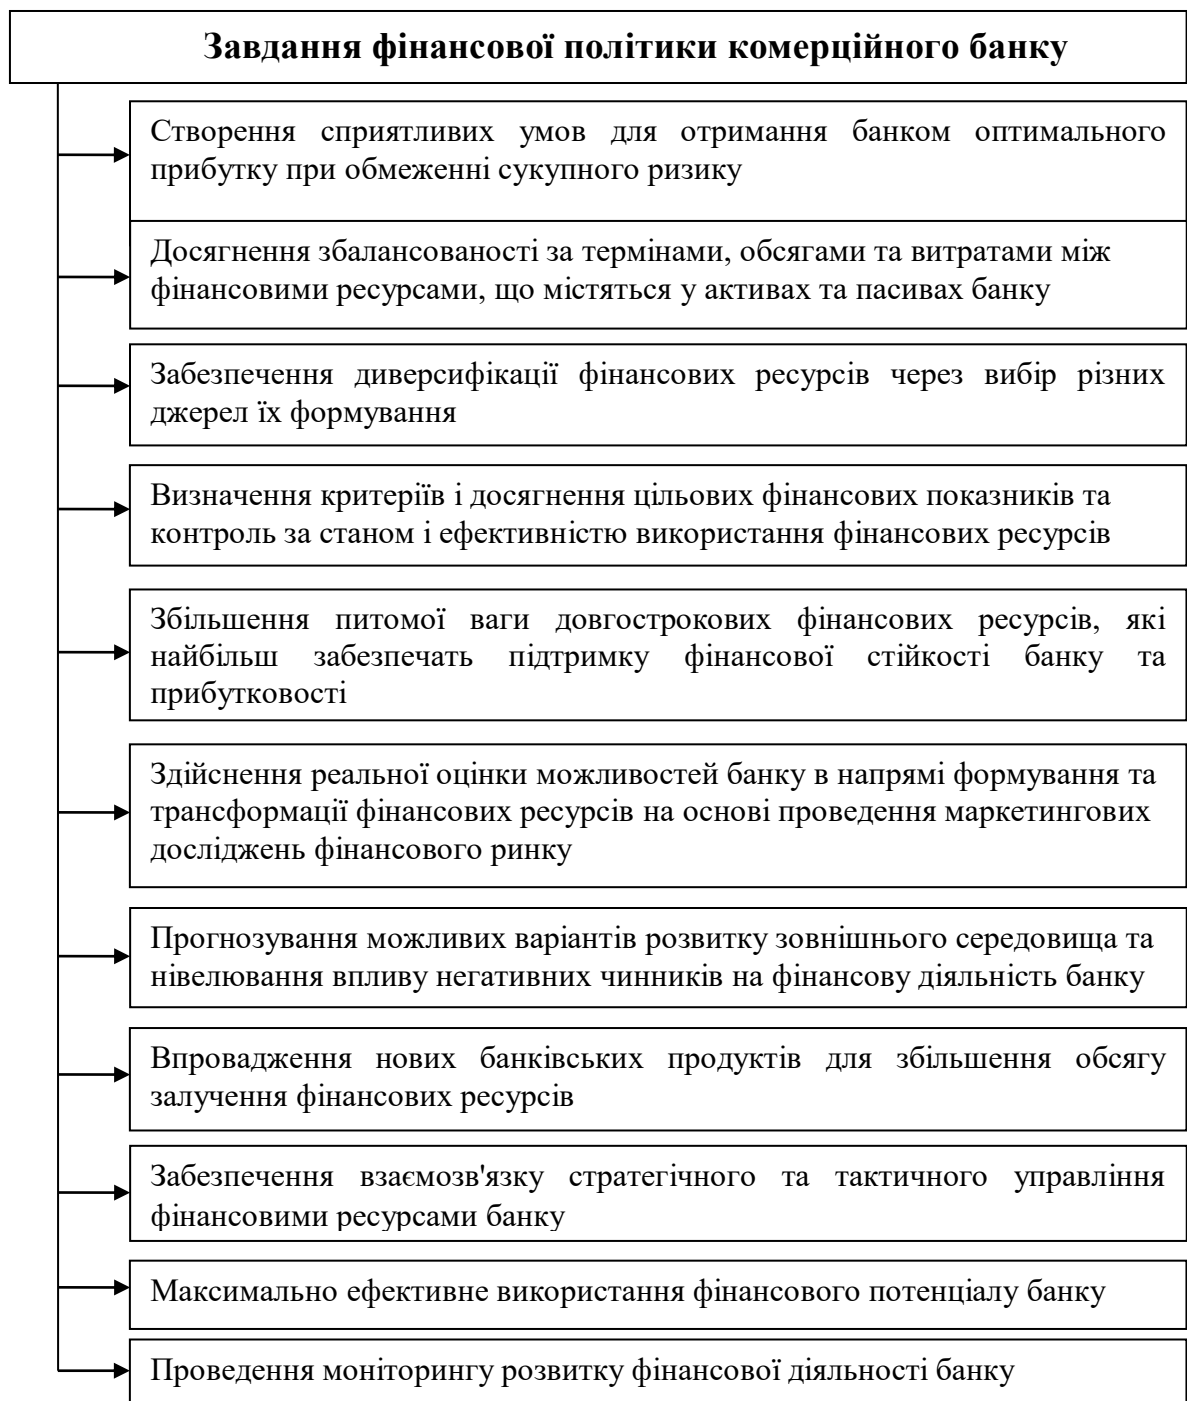 Завдання фінансової політики комерційного банку
Створення сприятливих умов для отримання банком оптимального
прибутку при обмеженні сукупного ризику
Досягнення збалансованості за термінами, обсягами та витратами між
фінансовими ресурсами, що містяться у активах та пасивах банку
Забезпечення диверсифікації фінансових ресурсів через вибір різних
джерел їх формування
Визначення критеріїв і досягнення цільових фінансових показників та
контроль за станом і ефективністю використання фінансових ресурсів
Збільшення питомої ваги довгострокових фінансових ресурсів, які
найбільш забезпечать підтримку фінансової стійкості банку та
прибутковості
Здійснення реальної оцінки можливостей банку в напрямі формування та
трансформації фінансових ресурсів на основі проведення маркетингових
досліджень фінансового ринку
Прогнозування можливих варіантів розвитку зовнішнього середовища та
нівелювання впливу негативних чинників на фінансову діяльність банку
Впровадження нових банківських продуктів для збільшення обсягу
залучення фінансових ресурсів
Забезпечення взаємозв'язку стратегічного та тактичного управління
фінансовими ресурсами банку
Максимально ефективне використання фінансового потенціалу банку
Проведення моніторингу розвитку фінансової діяльності банку